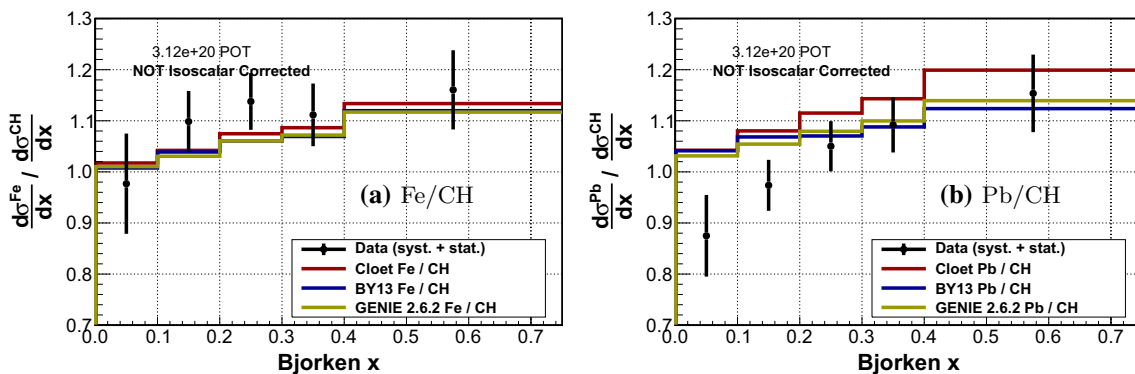 3.12e+20 POT
NOT Isoscalar Corrected
1.3
1.2
1.1
1.0
0.9
0.8
0.7
dσ^Fe/dx / dσ^CH/dx
(a) Fe/CH
Data (syst. + stat.)
Cloet Fe / CH
BY13 Fe / CH
GENIE 2.6.2 Fe / CH
0.0 0.1 0.2 0.3 0.4 0.5 0.6 0.7
Bjorken x
3.12e+20 POT
NOT Isoscalar Corrected
1.3
1.2
1.1
1.0
0.9
0.8
0.7
dσ^Pb/dx / dσ^CH/dx
(b) Pb/CH
Data (syst. + stat.)
Cloet Pb / CH
BY13 Pb / CH
GENIE 2.6.2 Pb / CH
0.0 0.1 0.2 0.3 0.4 0.5 0.6 0.7
Bjorken x